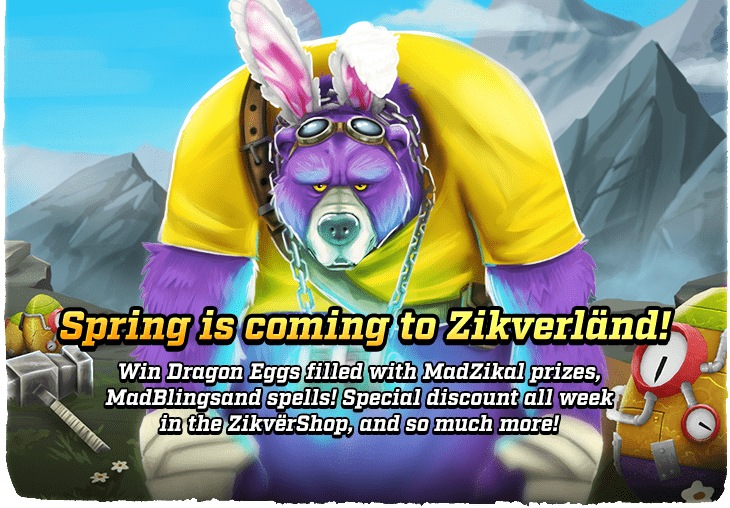 Spring is coming to Zikverländ!
Win Dragon Eggs filled with MadZikal prizes,
MadBlingsand spells! Special discount all week
in the ZikvërShop, and so much more!